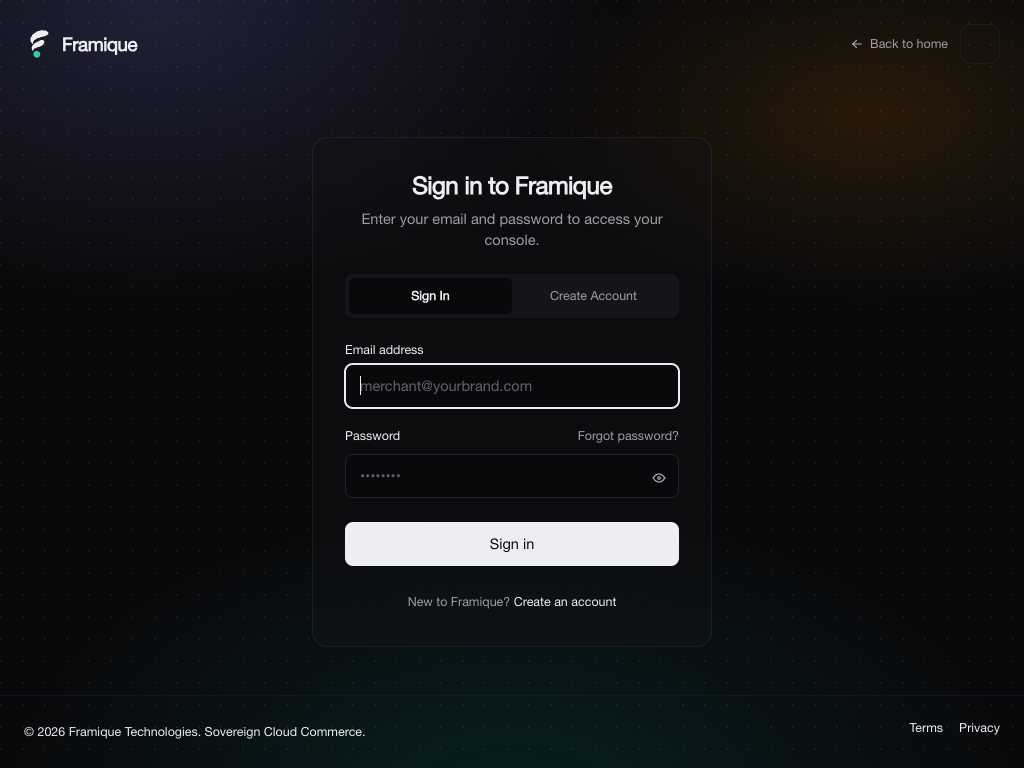 Framique
Back to home
Sign in to Framique
Enter your email and password to access your
console.
Sign In
Create Account
Email address
merchant@yourbrand.com
Password
Forgot password?
••••••••
Sign in
New to Framique? Create an account
© 2026 Framique Technologies. Sovereign Cloud Commerce.
Terms
Privacy